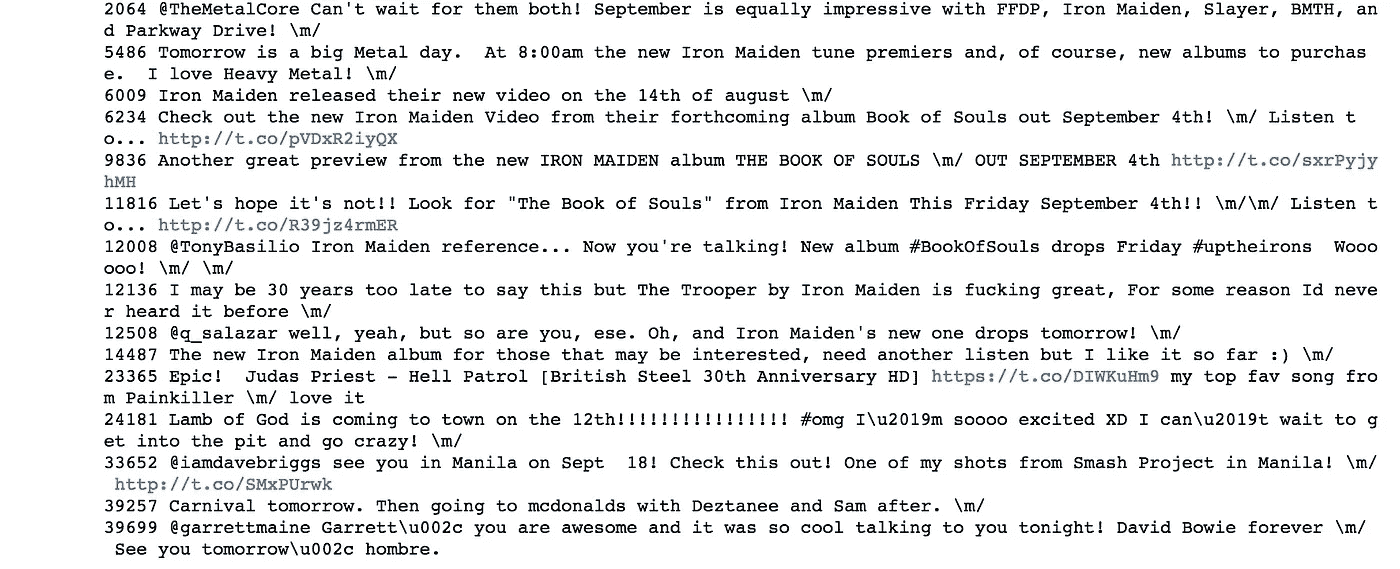 2064 @TheMetalCore Can't wait for them both! September is equally impressive with FFDP, Iron Maiden, Slayer, BMTH, an
d Parkway Drive! \m/
5486 Tomorrow is a big Metal day.  At 8:00am the new Iron Maiden tune premiers and, of course, new albums to purchas
e.  I love Heavy Metal! \m/
6009 Iron Maiden released their new video on the 14th of august \m/
6234 Check out the new Iron Maiden Video from their forthcoming album Book of Souls out September 4th! \m/ Listen t
o... http://t.co/pVDxR2iyQX
9836 Another great preview from the new IRON MAIDEN album THE BOOK OF SOULS \m/ OUT SEPTEMBER 4th http://t.co/sxrPyjy
hMH
11816 Let's hope it's not!! Look for "The Book of Souls" from Iron Maiden This Friday September 4th!! \m/\m/ Listen t
o... http://t.co/R39jz4rmER
12008 @TonyBasilio Iron Maiden reference... Now you're talking! New album #BookOfSouls drops Friday #uptheirons  Wooo
ooo! \m/ \m/
12136 I may be 30 years too late to say this but The Trooper by Iron Maiden is fucking great, For some reason Id neve
r heard it before \m/
12508 @q_salazar well, yeah, but so are you, ese. Oh, and Iron Maiden's new one drops tomorrow! \m/
14487 The new Iron Maiden album for those that may be interested, need another listen but I like it so far :) \m/
23365 Epic!  Judas Priest - Hell Patrol [British Steel 30th Anniversary HD] https://t.co/DIWKuHm9 my top fav song fro
m Painkiller \m/ love it
24181 Lamb of God is coming to town on the 12th!!!!!!!!!!!!!!!! #omg I\u2019m soooo excited XD I can\u2019t wait to g
et into the pit and go crazy! \m/
33652 @iamdavebriggs see you in Manila on Sept  18! Check this out! One of my shots from Smash Project in Manila! \m/
http://t.co/SMxPUrwk
39257 Carnival tomorrow. Then going to mcdonalds with Deztanee and Sam after. \m/
39699 @garrettmaine Garrett\u002c you are awesome and it was so cool talking to you tonight! David Bowie forever \m/
See you tomorrow\u002c hombre.